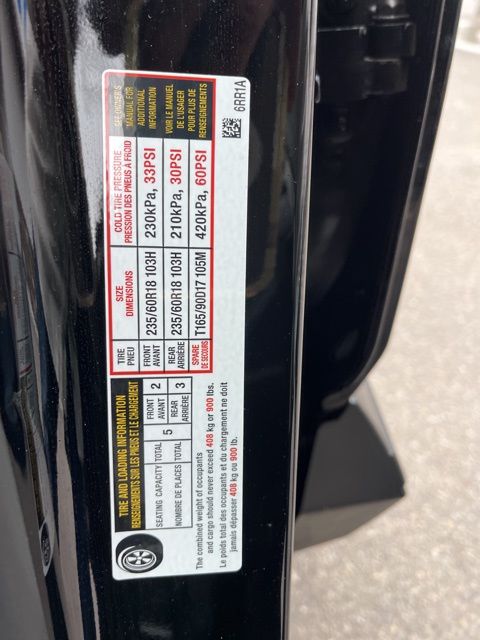 TIRE AND LOADING INFORMATION
RENSEIGNEMENTS SUR LES PNEUS ET LE CHARGEMENT
SEATING CAPACITY TOTAL 5 FRONT AVANT 2
NOMBRE DE PLACES TOTAL REAR ARRIÈRE 3
The combined weight of occupants
and cargo should never exceed 408 kg or 900 lbs.
Le poids total des occupants et du chargement ne doit
jamais dépasser 408 kg ou 900 lb.
TIRE PNEU SIZE DIMENSIONS COLD TIRE PRESSURE PRESSION DES PNEUS À FROID
FRONT AVANT 235/60R18 103H 230kPa, 33PSI
REAR ARRIÈRE 235/60R18 103H 210kPa, 30PSI
SPARE DE SECOURS T165/90D17 105M 420kPa, 60PSI
SEE OWNER'S
MANUAL FOR
ADDITIONAL
INFORMATION
VOIR LE MANUEL
DE L'USAGER
POUR PLUS DE
RENSEIGNEMENTS
6RR1A